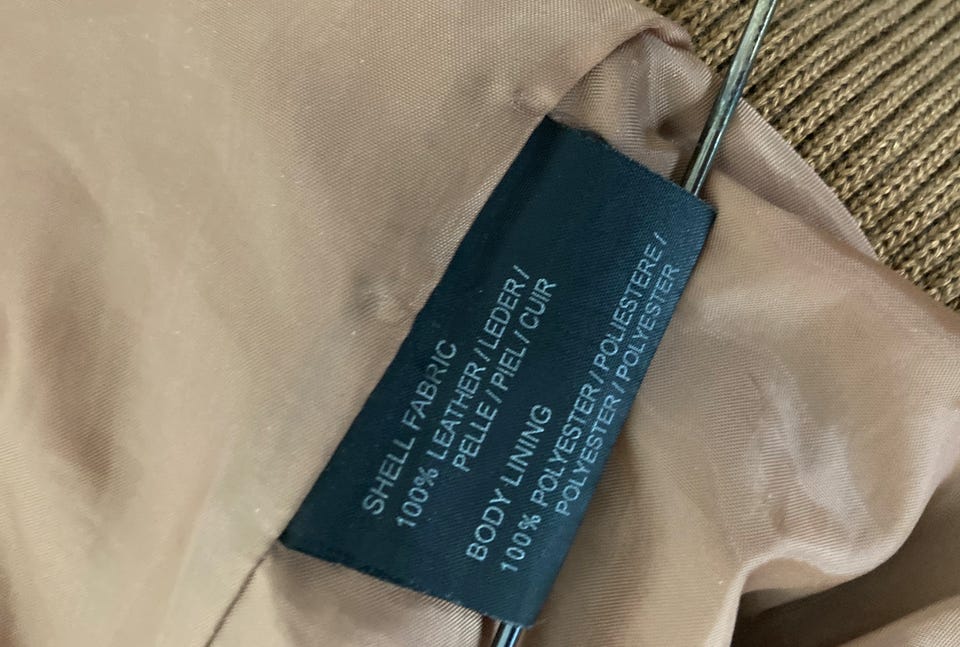 SHELL FABRIC
100% LEATHER / LEDER /
PELLE / PIEL / CUIR
BODY LINING
100% POLYESTER / POLIESTERE /
POLYESTER / POLYESTER